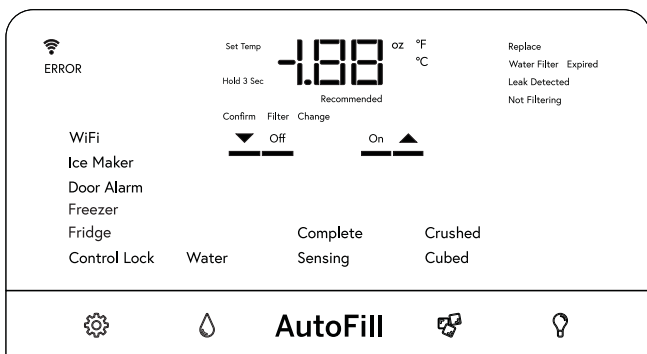 Set Temp -1.88 oz °F Replace
ERROR °C Water Filter Expired
Hold 3 Sec Leak Detected
Recommended Not Filtering
Confirm Filter Change
WiFi Off On
Ice Maker
Door Alarm
Freezer
Fridge Complete Crushed
Control Lock Water Sensing Cubed
AutoFill